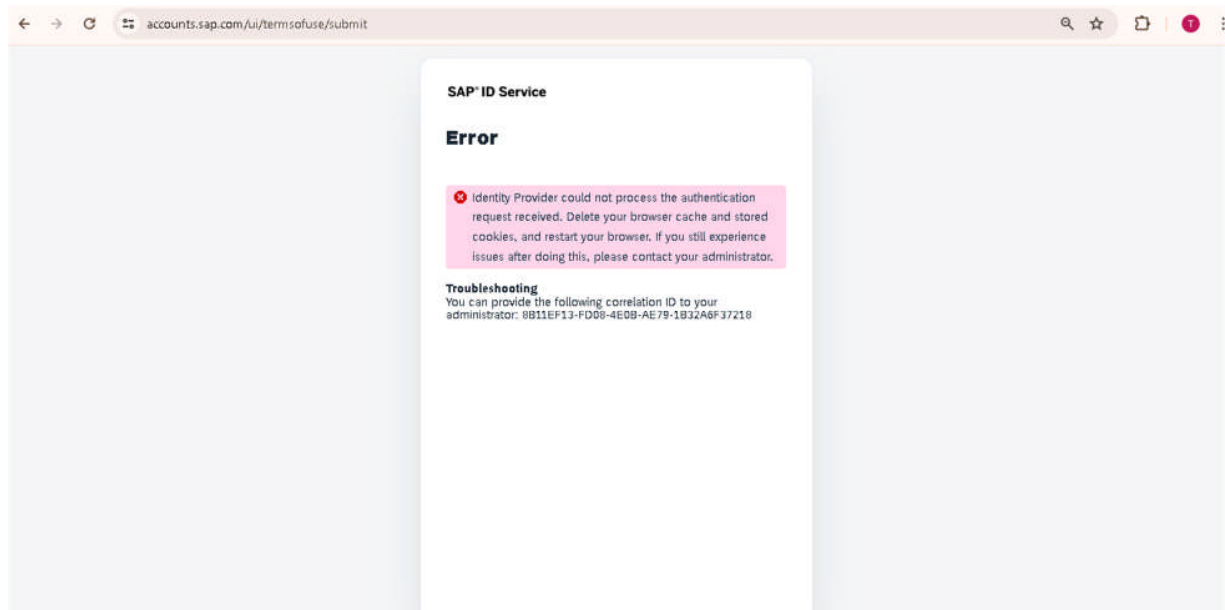 accounts.sap.com/ui/termsofuse/submit
T
SAP® ID Service
Error
Identity Provider could not process the authentication
request received. Delete your browser cache and stored
cookies, and restart your browser. If you still experience
issues after doing this, please contact your administrator.
Troubleshooting
You can provide the following correlation ID to your
administrator: 8B11EF13-FD08-4E0B-AE79-1B32A6F37218